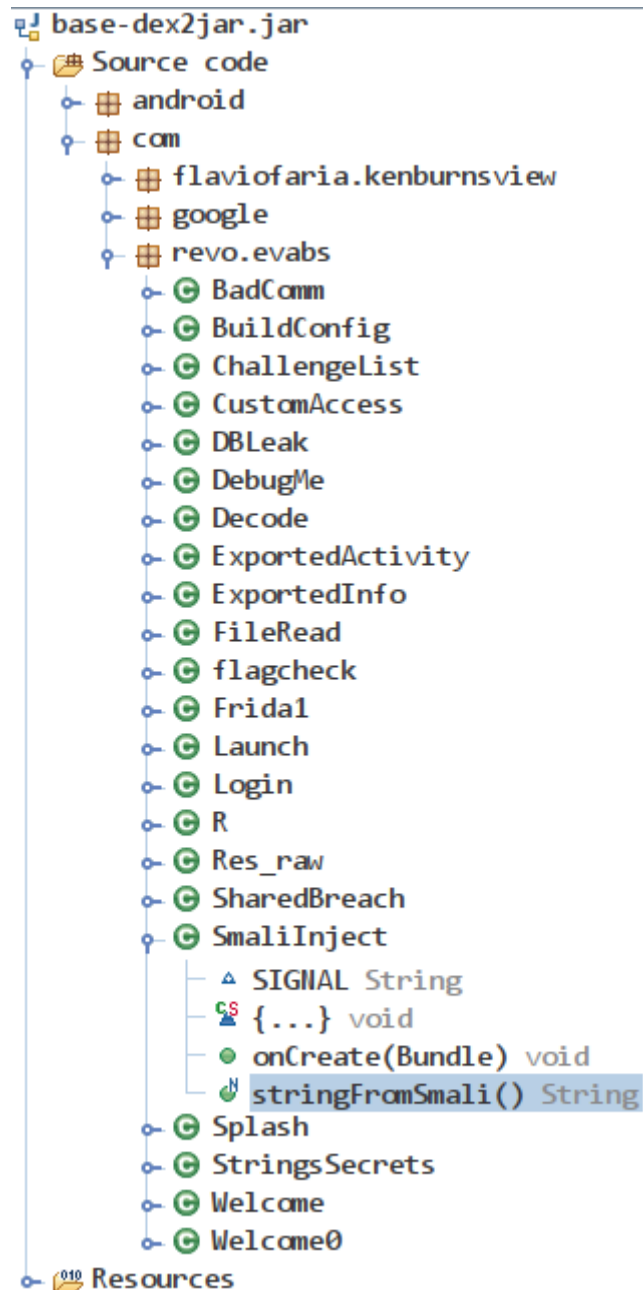 base-dex2jar.jar
Source code
android
com
flaviofaria.kenburnsview
google
revo.evabs
BadComm
BuildConfig
ChallengeList
CustomAccess
DBLeak
DebugMe
Decode
ExportedActivity
ExportedInfo
FileRead
flagcheck
Frida1
Launch
Login
R
Res_raw
SharedBreach
SmaliInject
SIGNAL String
{...} void
onCreate(Bundle) void
stringFromSmali() String
Splash
StringsSecrets
Welcome
Welcome0
Resources